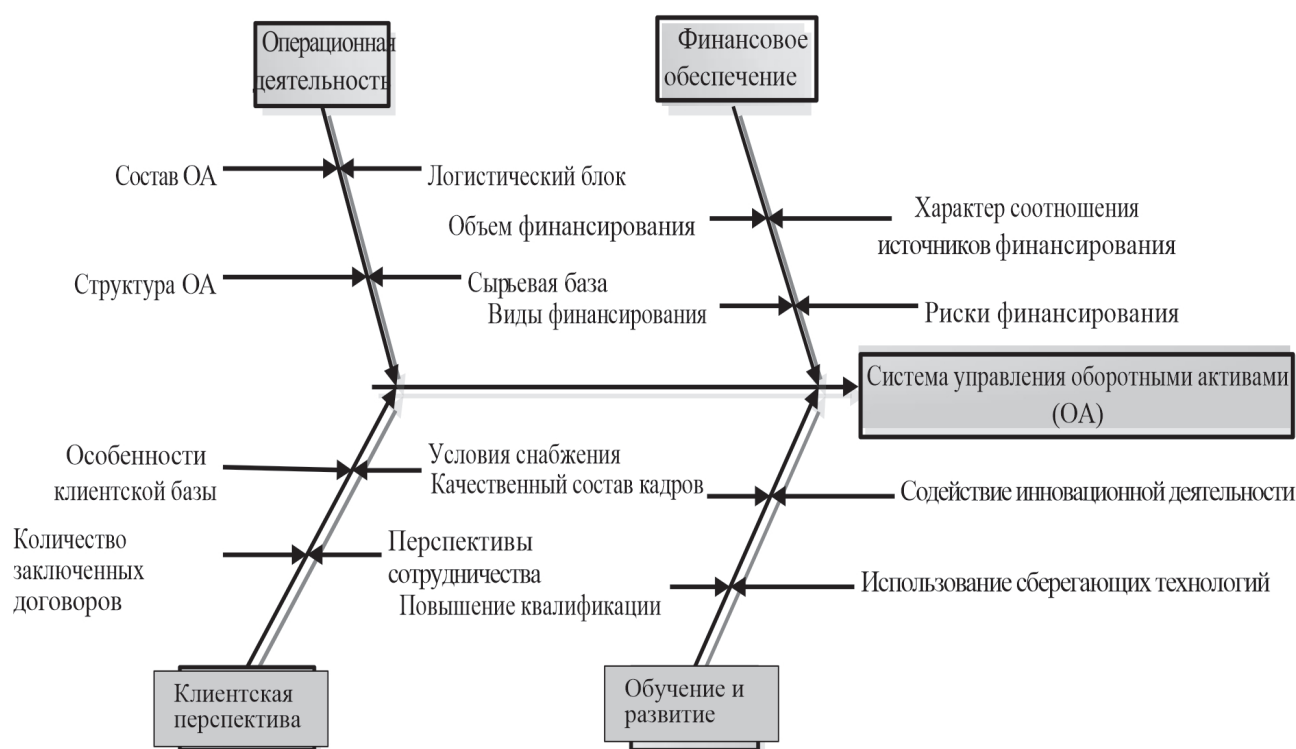 Операционная
деятельность
Финансовое
обеспечение
Состав ОА
Логистический блок
Объем финансирования
Характер соотношения
источников финансирования
Структура ОА
Сырьевая база
Виды финансирования
Риски финансирования
Система управления оборотными активами
(ОА)
Особенности
клиентской базы
Условия снабжения
Качественный состав кадров
Содействие инновационной деятельности
Количество
заключенных
договоров
Перспективы
сотрудничества
Повышение квалификации
Использование сберегающих технологий
Клиентская
перспектива
Обучение и
развитие